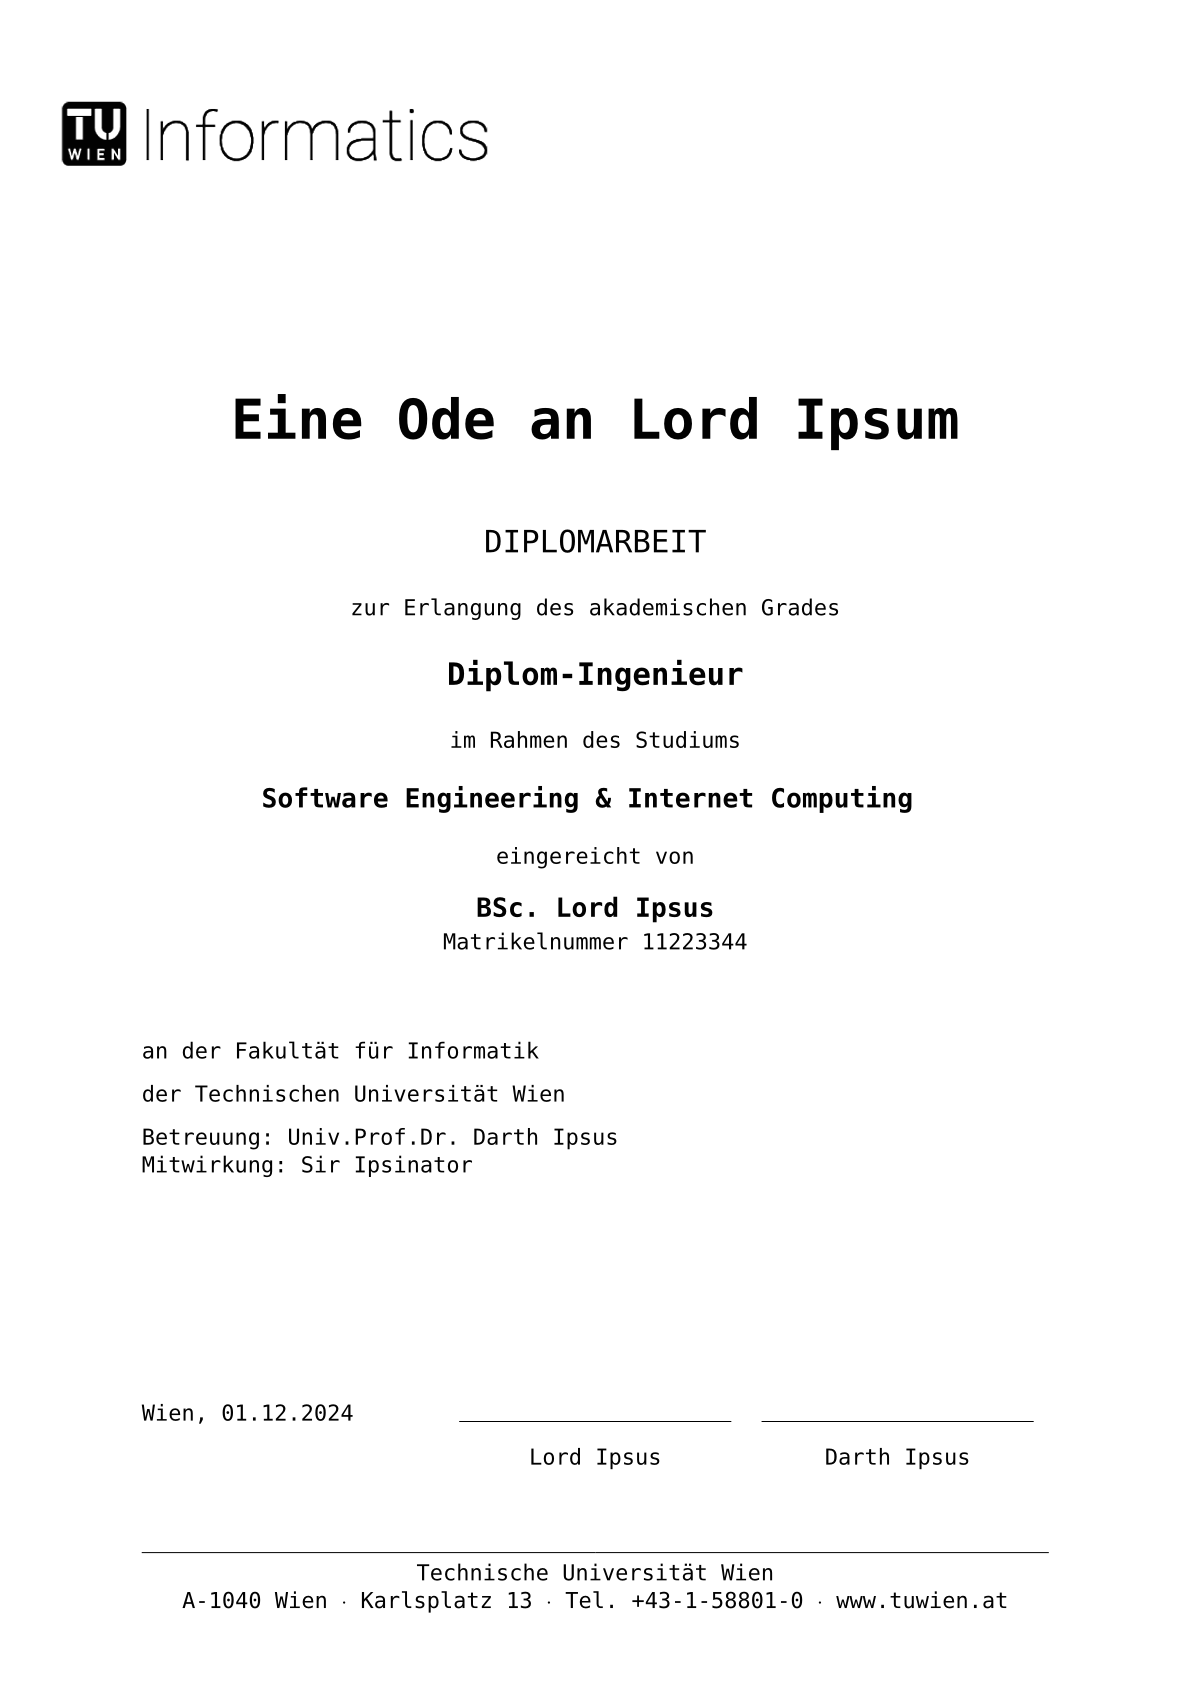 TU
WIEN
Informatics
Eine Ode an Lord Ipsum
DIPLOMARBEIT
zur Erlangung des akademischen Grades
Diplom-Ingenieur
im Rahmen des Studiums
Software Engineering & Internet Computing
eingereicht von
BSc. Lord Ipsus
Matrikelnummer 11223344
an der Fakultät für Informatik
der Technischen Universität Wien
Betreuung: Univ.Prof.Dr. Darth Ipsus
Mitwirkung: Sir Ipsinator
Wien, 01.12.2024
Lord Ipsus Darth Ipsus
Technische Universität Wien
A-1040 Wien · Karlsplatz 13 · Tel. +43-1-58801-0 · www.tuwien.at